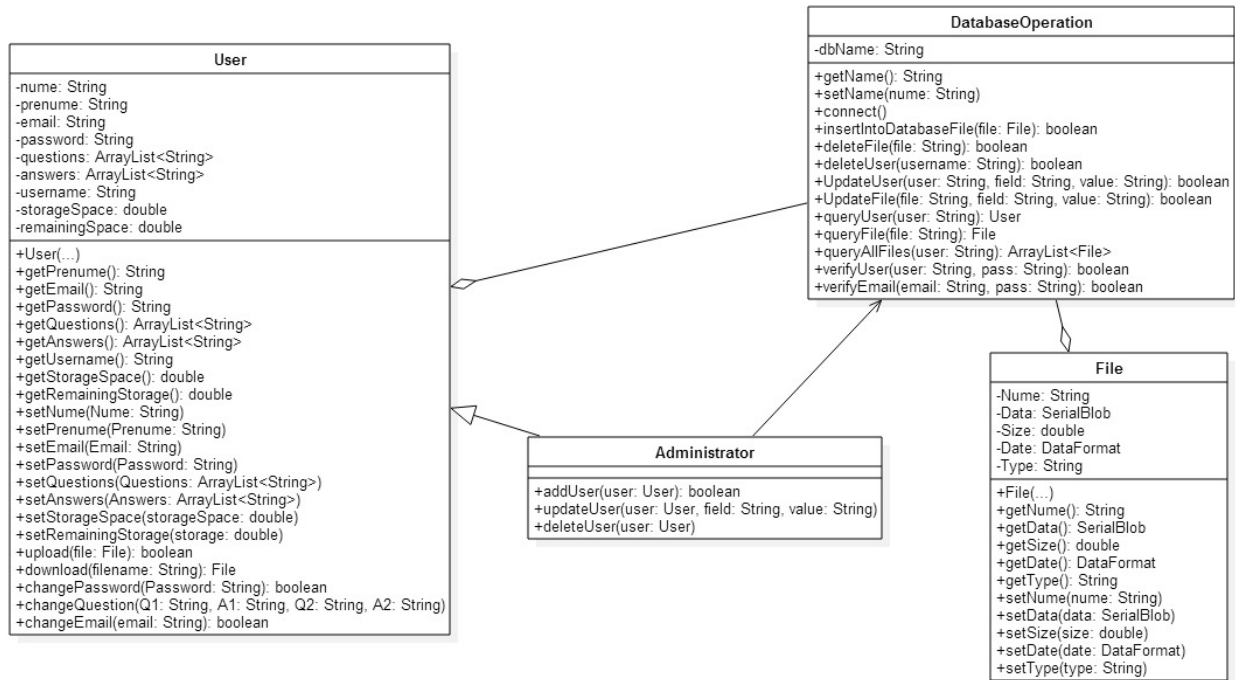 User
-nume: String
-prenume: String
-email: String
-password: String
-questions: ArrayList<String>
-answers: ArrayList<String>
-username: String
-storageSpace: double
-remainingSpace: double
+User(...)
+getPrenume(): String
+getEmail(): String
+getPassword(): String
+getQuestions(): ArrayList<String>
+getAnswers(): ArrayList<String>
+getUsername(): String
+getStorageSpace(): double
+getRemainingStorage(): double
+setNume(Nume: String)
+setPrenume(Prenume: String)
+setEmail(Email: String)
+setPassword(Password: String)
+setQuestions(Questions: ArrayList<String>)
+setAnswers(Answers: ArrayList<String>)
+setStorageSpace(storageSpace: double)
+setRemainingStorage(storage: double)
+upload(file: File): boolean
+download(filename: String): File
+changePassword(Password: String): boolean
+changeQuestion(Q1: String, A1: String, Q2: String, A2: String)
+changeEmail(email: String): boolean
DatabaseOperation
-dbName: String
+getName(): String
+setName(nume: String)
+connect()
+insertIntoDatabaseFile(file: File): boolean
+deleteFile(file: String): boolean
+deleteUser(username: String): boolean
+UpdateUser(user: String, field: String, value: String): boolean
+UpdateFile(file: String, field: String, value: String): boolean
+queryUser(user: String): User
+queryFile(file: String): File
+queryAllFiles(user: String): ArrayList<File>
+verifyUser(user: String, pass: String): boolean
+verifyEmail(email: String, pass: String): boolean
Administrator
+addUser(user: User): boolean
+updateUser(user: User, field: String, value: String)
+deleteUser(user: User)
File
-Nume: String
-Data: SerialBlob
-Size: double
-Date: DataFormat
-Type: String
+File(...)
+getNume(): String
+getData(): SerialBlob
+getSize(): double
+getDate(): DataFormat
+getType(): String
+setNume(nume: String)
+setData(data: SerialBlob)
+setSize(size: double)
+setDate(date: DataFormat)
+setType(type: String)